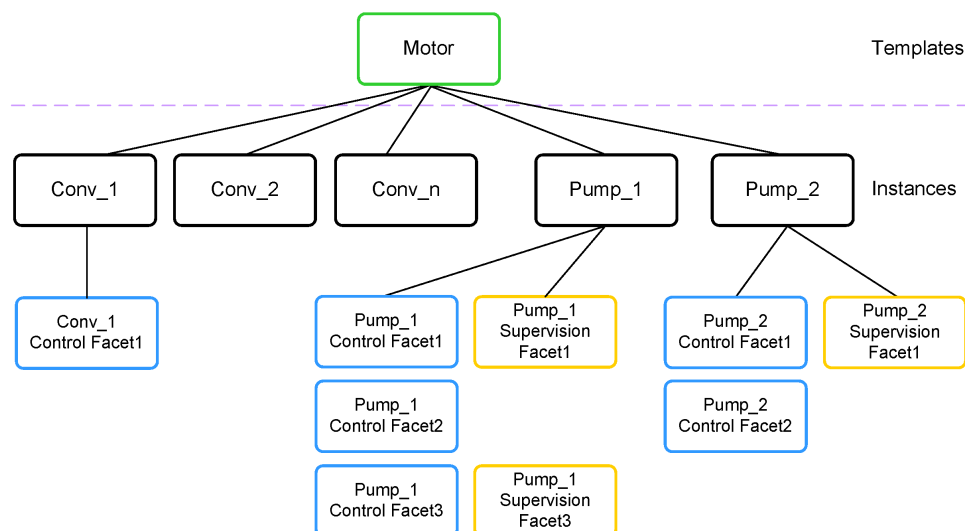 Motor
Templates
Conv_1
Conv_2
Conv_n
Pump_1
Pump_2
Instances
Conv_1
Control Facet1
Pump_1
Control Facet1
Pump_1
Supervision
Facet1
Pump_2
Control Facet1
Pump_2
Supervision
Facet1
Pump_1
Control Facet2
Pump_2
Control Facet2
Pump_1
Control Facet3
Pump_1
Supervision
Facet3